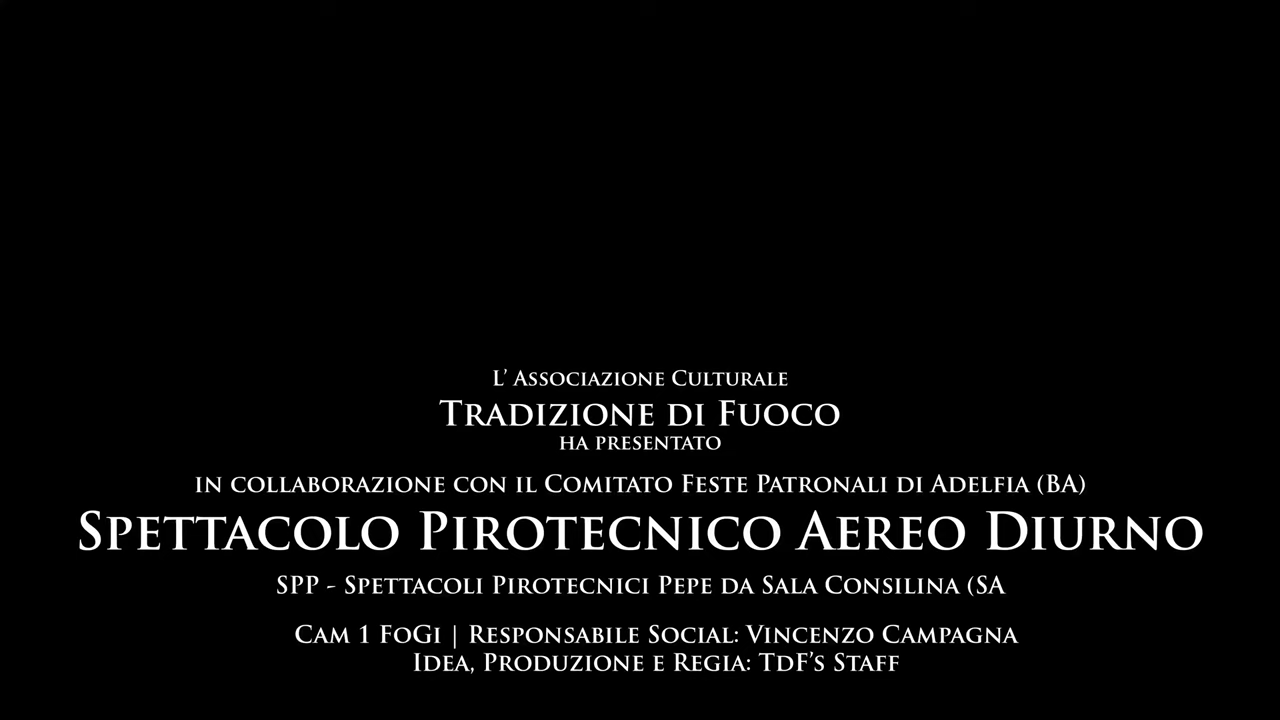 L' Associazione Culturale
Tradizione di Fuoco
ha presentato
in collaborazione con il Comitato Feste Patronali di Adelfia (BA)
Spettacolo Pirotecnico Aereo Diurno
SPP - Spettacoli Pirotecnici Pepe da Sala Consilina (SA
Cam 1 FoGi | Responsabile Social: Vincenzo Campagna
Idea, Produzione e Regia: TdF's Staff